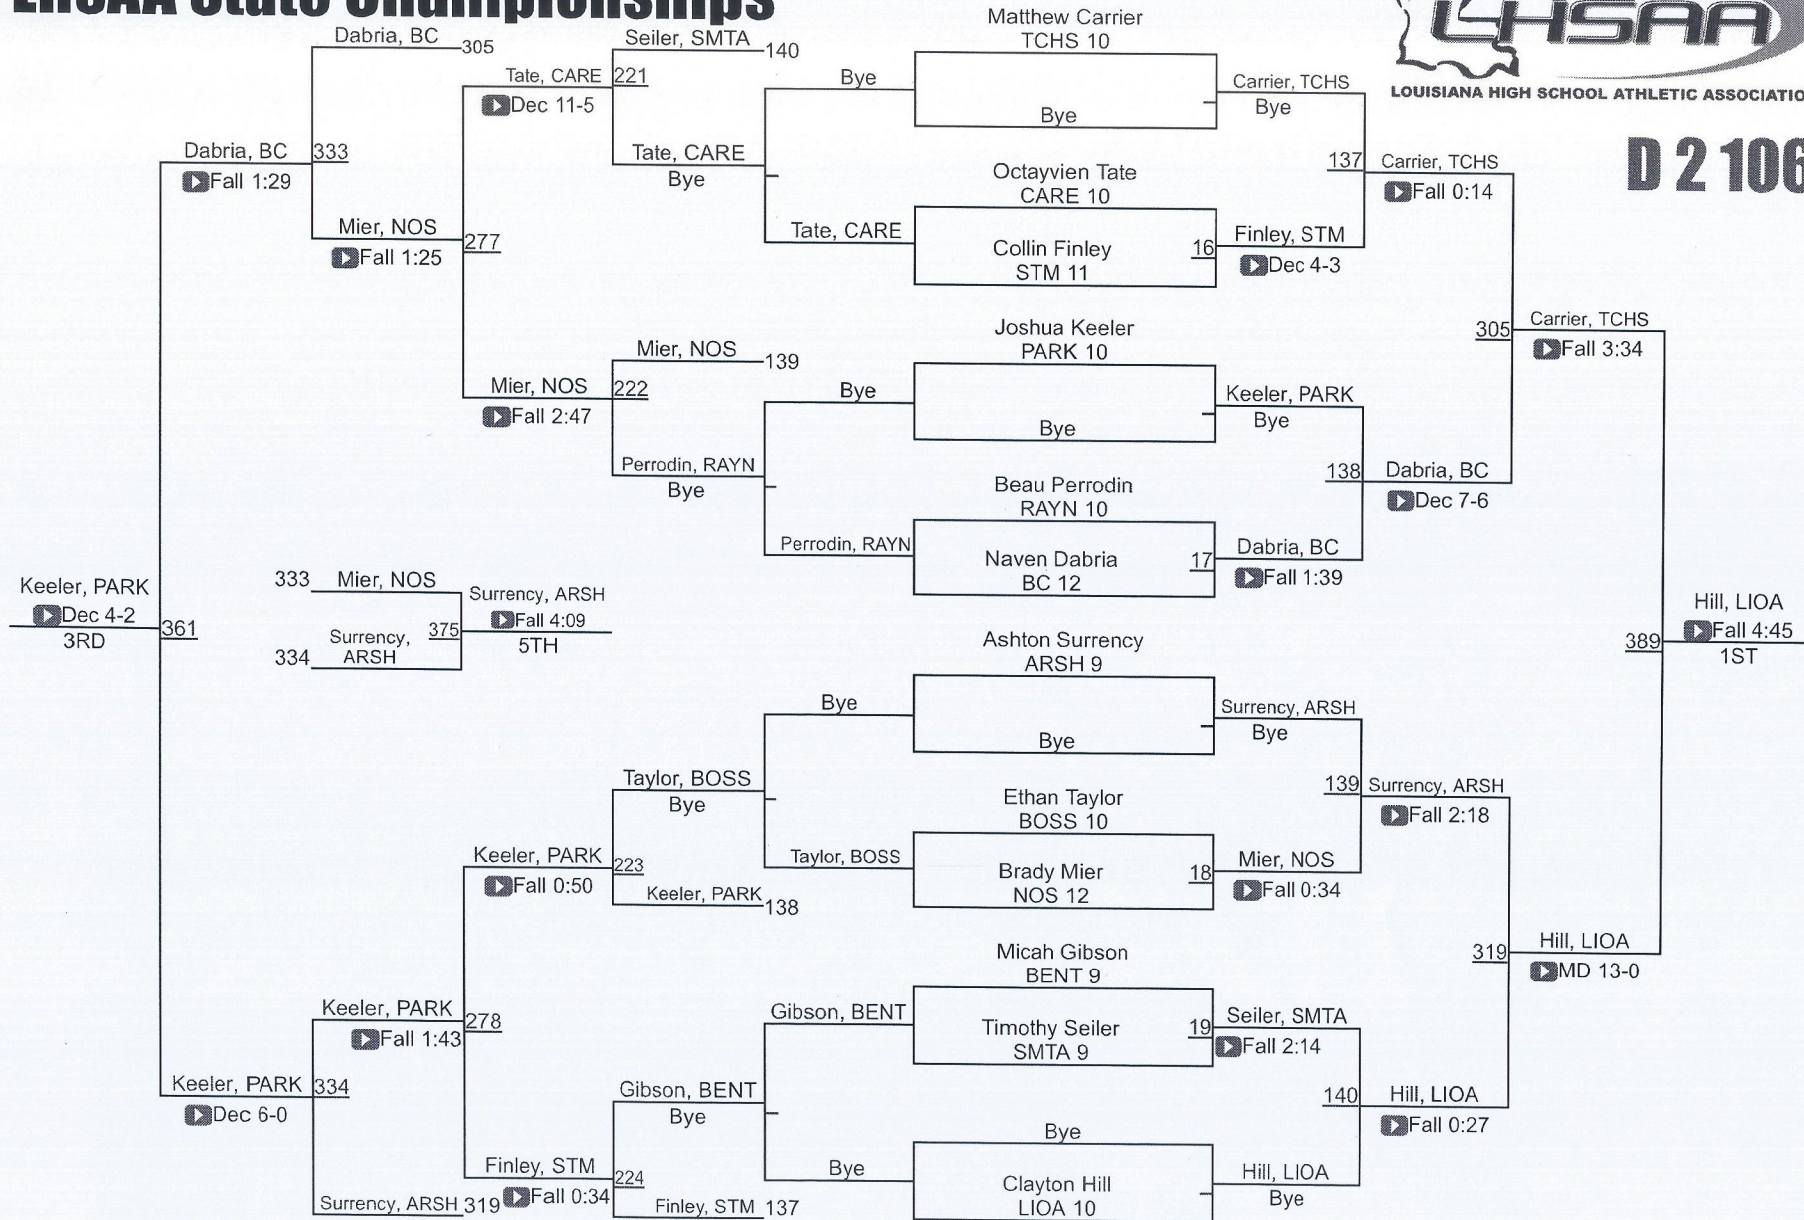 LHSAA State Championships
LHSAA
LOUISIANA HIGH SCHOOL ATHLETIC ASSOCIATIO
D 2 106
Dabria, BC
305
Dabria, BC
333
Fall 1:29
Mier, NOS
277
Fall 1:25
Seiler, SMTA
140
Tate, CARE
221
Dec 11-5
Tate, CARE
Bye
Mier, NOS
139
Mier, NOS
222
Fall 2:47
Perrodin, RAYN
Bye
Bye
Tate, CARE
Bye
Perrodin, RAYN
Keeler, PARK
Dec 4-2
3RD
361
333
Mier, NOS
334
Surrency,
ARSH
375
Surrency, ARSH
Fall 4:09
5TH
Taylor, BOSS
Bye
Keeler, PARK
223
Fall 0:50
Keeler, PARK
138
Keeler, PARK
278
Fall 1:43
Keeler, PARK
334
Dec 6-0
Gibson, BENT
Bye
Finley, STM
224
Fall 0:34
Surrency, ARSH
319
Finley, STM
137
Bye
Taylor, BOSS
Gibson, BENT
Bye
Matthew Carrier
TCHS 10
Bye
Octayvien Tate
CARE 10
Collin Finley
STM 11
16
Joshua Keeler
PARK 10
Bye
Beau Perrodin
RAYN 10
Naven Dabria
BC 12
17
Ashton Surrency
ARSH 9
Bye
Ethan Taylor
BOSS 10
Brady Mier
NOS 12
18
Micah Gibson
BENT 9
Timothy Seiler
SMTA 9
19
Bye
Clayton Hill
LIOA 10
Carrier, TCHS
Bye
Finley, STM
Dec 4-3
137
Carrier, TCHS
Fall 0:14
Keeler, PARK
Bye
Dabria, BC
Fall 1:39
138
Dabria, BC
Dec 7-6
305
Carrier, TCHS
Fall 3:34
Surrency, ARSH
Bye
Mier, NOS
Fall 0:34
139
Surrency, ARSH
Fall 2:18
Seiler, SMTA
Fall 2:14
Hill, LIOA
Bye
140
Hill, LIOA
Fall 0:27
319
Hill, LIOA
MD 13-0
389
Hill, LIOA
Fall 4:45
1ST